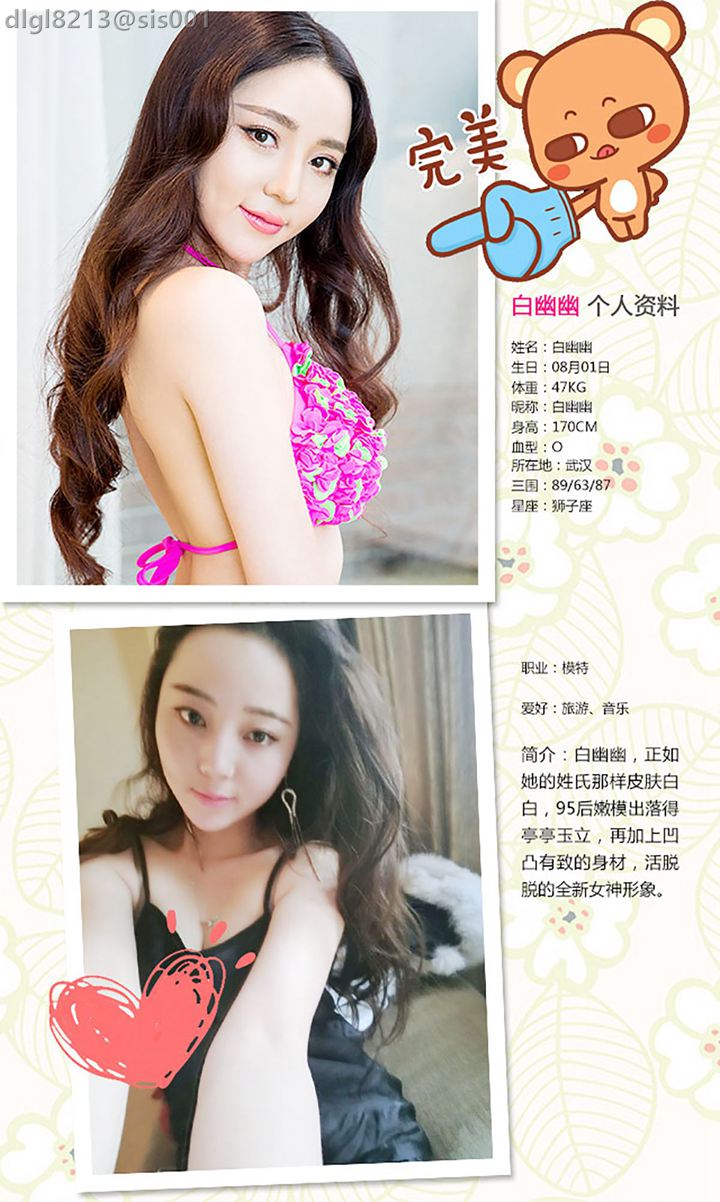 dlgl8213@sis001
完美
白幽幽 个人资料
姓名：白幽幽
生日：08月01日
体重：47KG
昵称：白幽幽
身高：170CM
血型：O
所在地：武汉
三围：89/63/87
星座：狮子座
职业：模特
爱好：旅游、音乐
简介：白幽幽，正如
她的姓氏那样皮肤白
白，95后嫩模出落得
亭亭玉立，再加上凹
凸有致的身材，活脱
脱的全新女神形象。